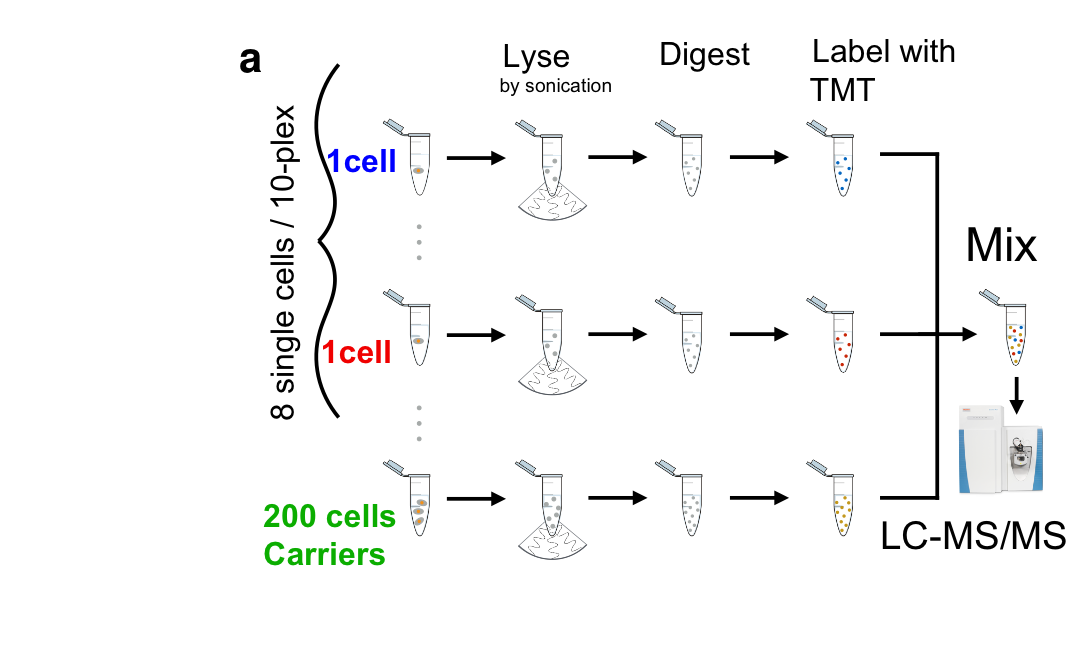 a
Lyse
by sonication
Digest
Label with
TMT
8 single cells / 10-plex
1cell
1cell
Mix
200 cells
Carriers
LC-MS/MS